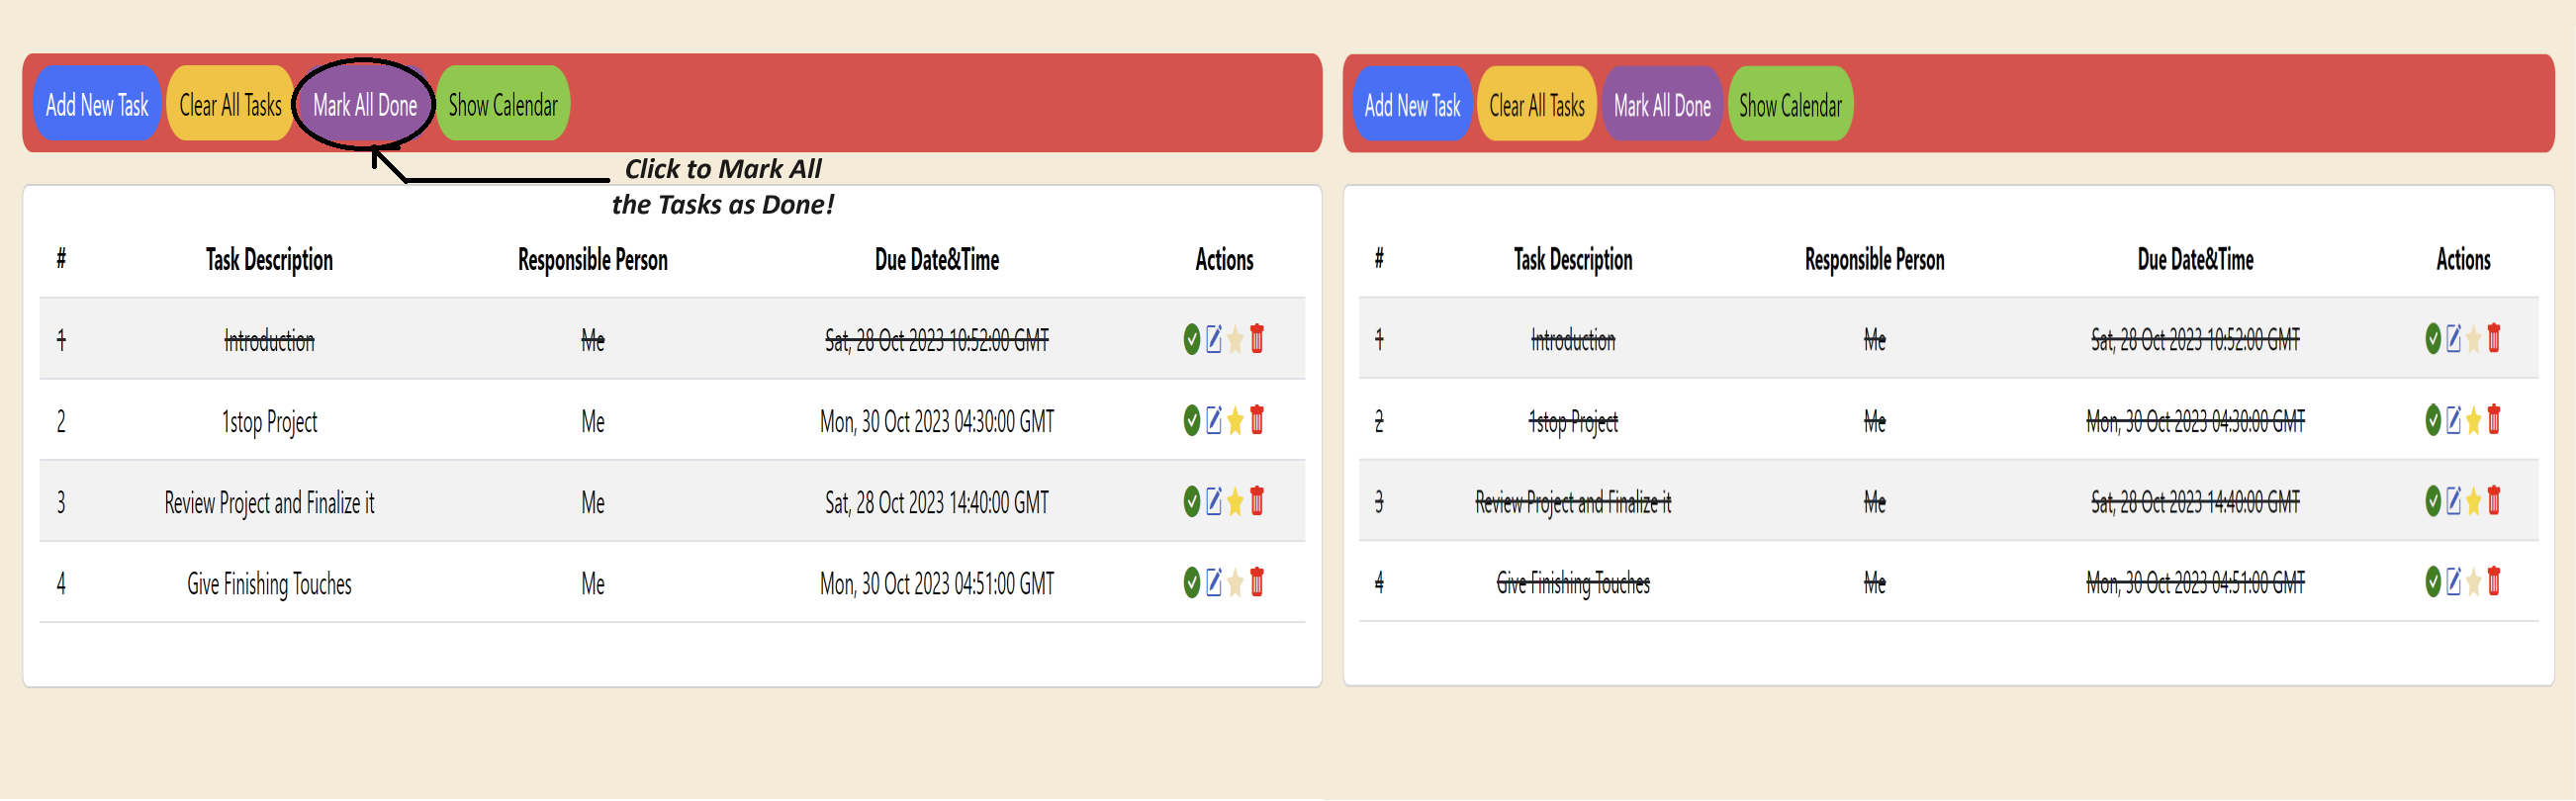 Add New Task Clear All Tasks Mark All Done Show Calendar
Click to Mark All
the Tasks as Done!
# Task Description Responsible Person Due Date&Time Actions
1 Introduction Me Sat, 28 Oct 2023 10:52:00 GMT
2 1stop Project Me Mon, 30 Oct 2023 04:30:00 GMT
3 Review Project and Finalize it Me Sat, 28 Oct 2023 14:40:00 GMT
4 Give Finishing Touches Me Mon, 30 Oct 2023 04:51:00 GMT
Add New Task Clear All Tasks Mark All Done Show Calendar
# Task Description Responsible Person Due Date&Time Actions
1 Introduction Me Sat, 28 Oct 2023 10:52:00 GMT
2 1stop Project Me Mon, 30 Oct 2023 04:30:00 GMT
3 Review Project and Finalize it Me Sat, 28 Oct 2023 14:40:00 GMT
4 Give Finishing Touches Me Mon, 30 Oct 2023 04:51:00 GMT